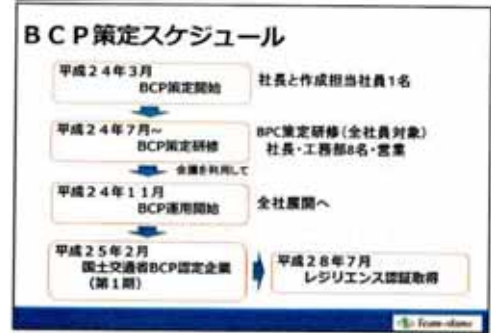 BCP策定スケジュール
平成24年3月
BCP策定開始
社長と作成担当社員1名
平成24年7月~
BCP策定研修
BPC策定研修(全社員対象)
社長・工務部8名・営業
会議を利用して
平成24年11月
BCP運用開始
全社展開へ
平成25年2月
国土交通省BCP認定企業
(第1期)
平成28年7月
レジリエンス認証取得